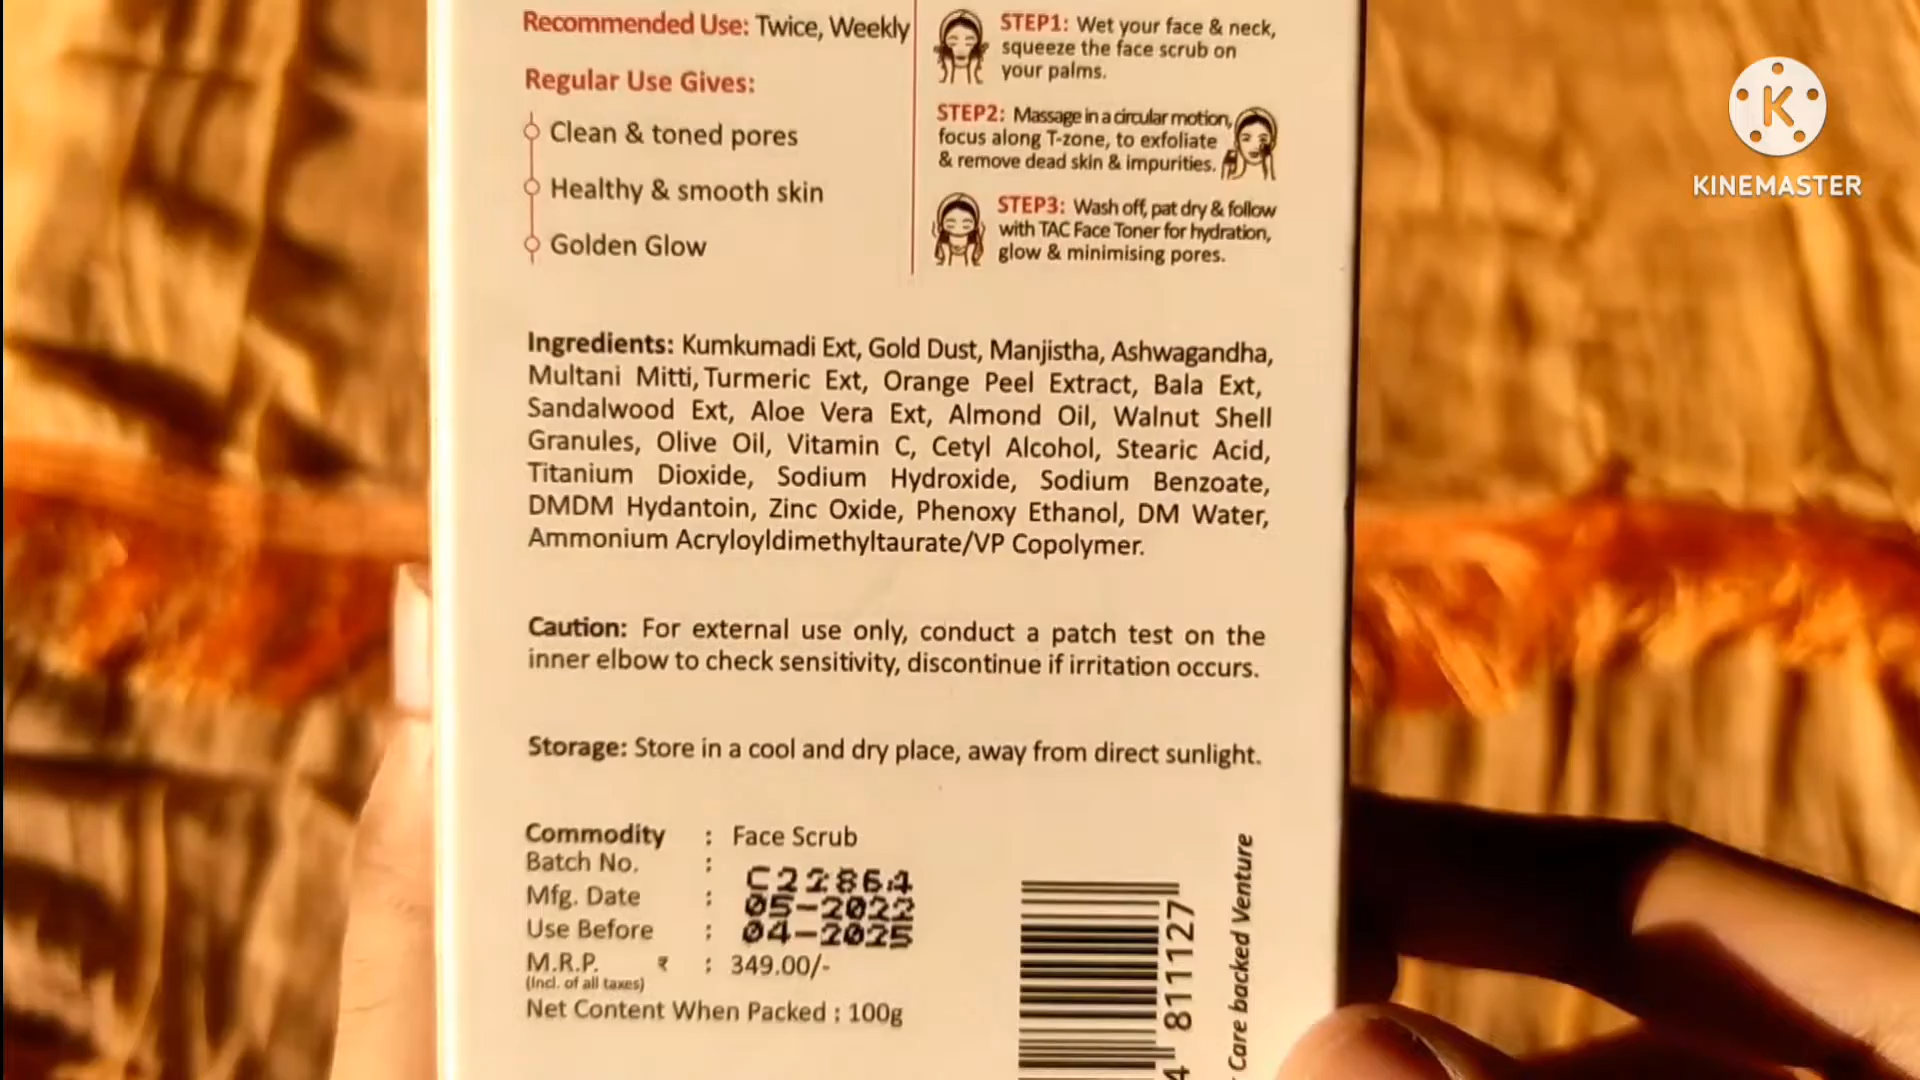 Recommended Use: Twice, Weekly
Regular Use Gives:
Clean & toned pores
Healthy & smooth skin
Golden Glow
STEP1: Wet your face & neck,
squeeze the face scrub on
your palms.
STEP2: Massage in a circular motion,
focus along T-zone, to exfoliate
& remove dead skin & impurities.
STEP3: Wash off, pat dry & follow
with TAC Face Toner for hydration,
glow & minimising pores.
KINEMASTER
Ingredients: Kumkumadi Ext, Gold Dust, Manjistha, Ashwagandha,
Multani Mitti, Turmeric Ext, Orange Peel Extract, Bala Ext,
Sandalwood Ext, Aloe Vera Ext, Almond Oil, Walnut Shell
Granules, Olive Oil, Vitamin C, Cetyl Alcohol, Stearic Acid,
Titanium Dioxide, Sodium Hydroxide, Sodium Benzoate,
DMDM Hydantoin, Zinc Oxide, Phenoxy Ethanol, DM Water,
Ammonium Acryloyldimethyltaurate/VP Copolymer.
Caution: For external use only, conduct a patch test on the
inner elbow to check sensitivity, discontinue if irritation occurs.
Storage: Store in a cool and dry place, away from direct sunlight.
Commodity : Face Scrub
Batch No. : C22864
Mfg. Date : 05-2022
Use Before : 04-2025
M.R.P. ₹ : 349.00/-
(Incl. of all taxes)
Net Content When Packed : 100g
4 811127
Care backed Venture